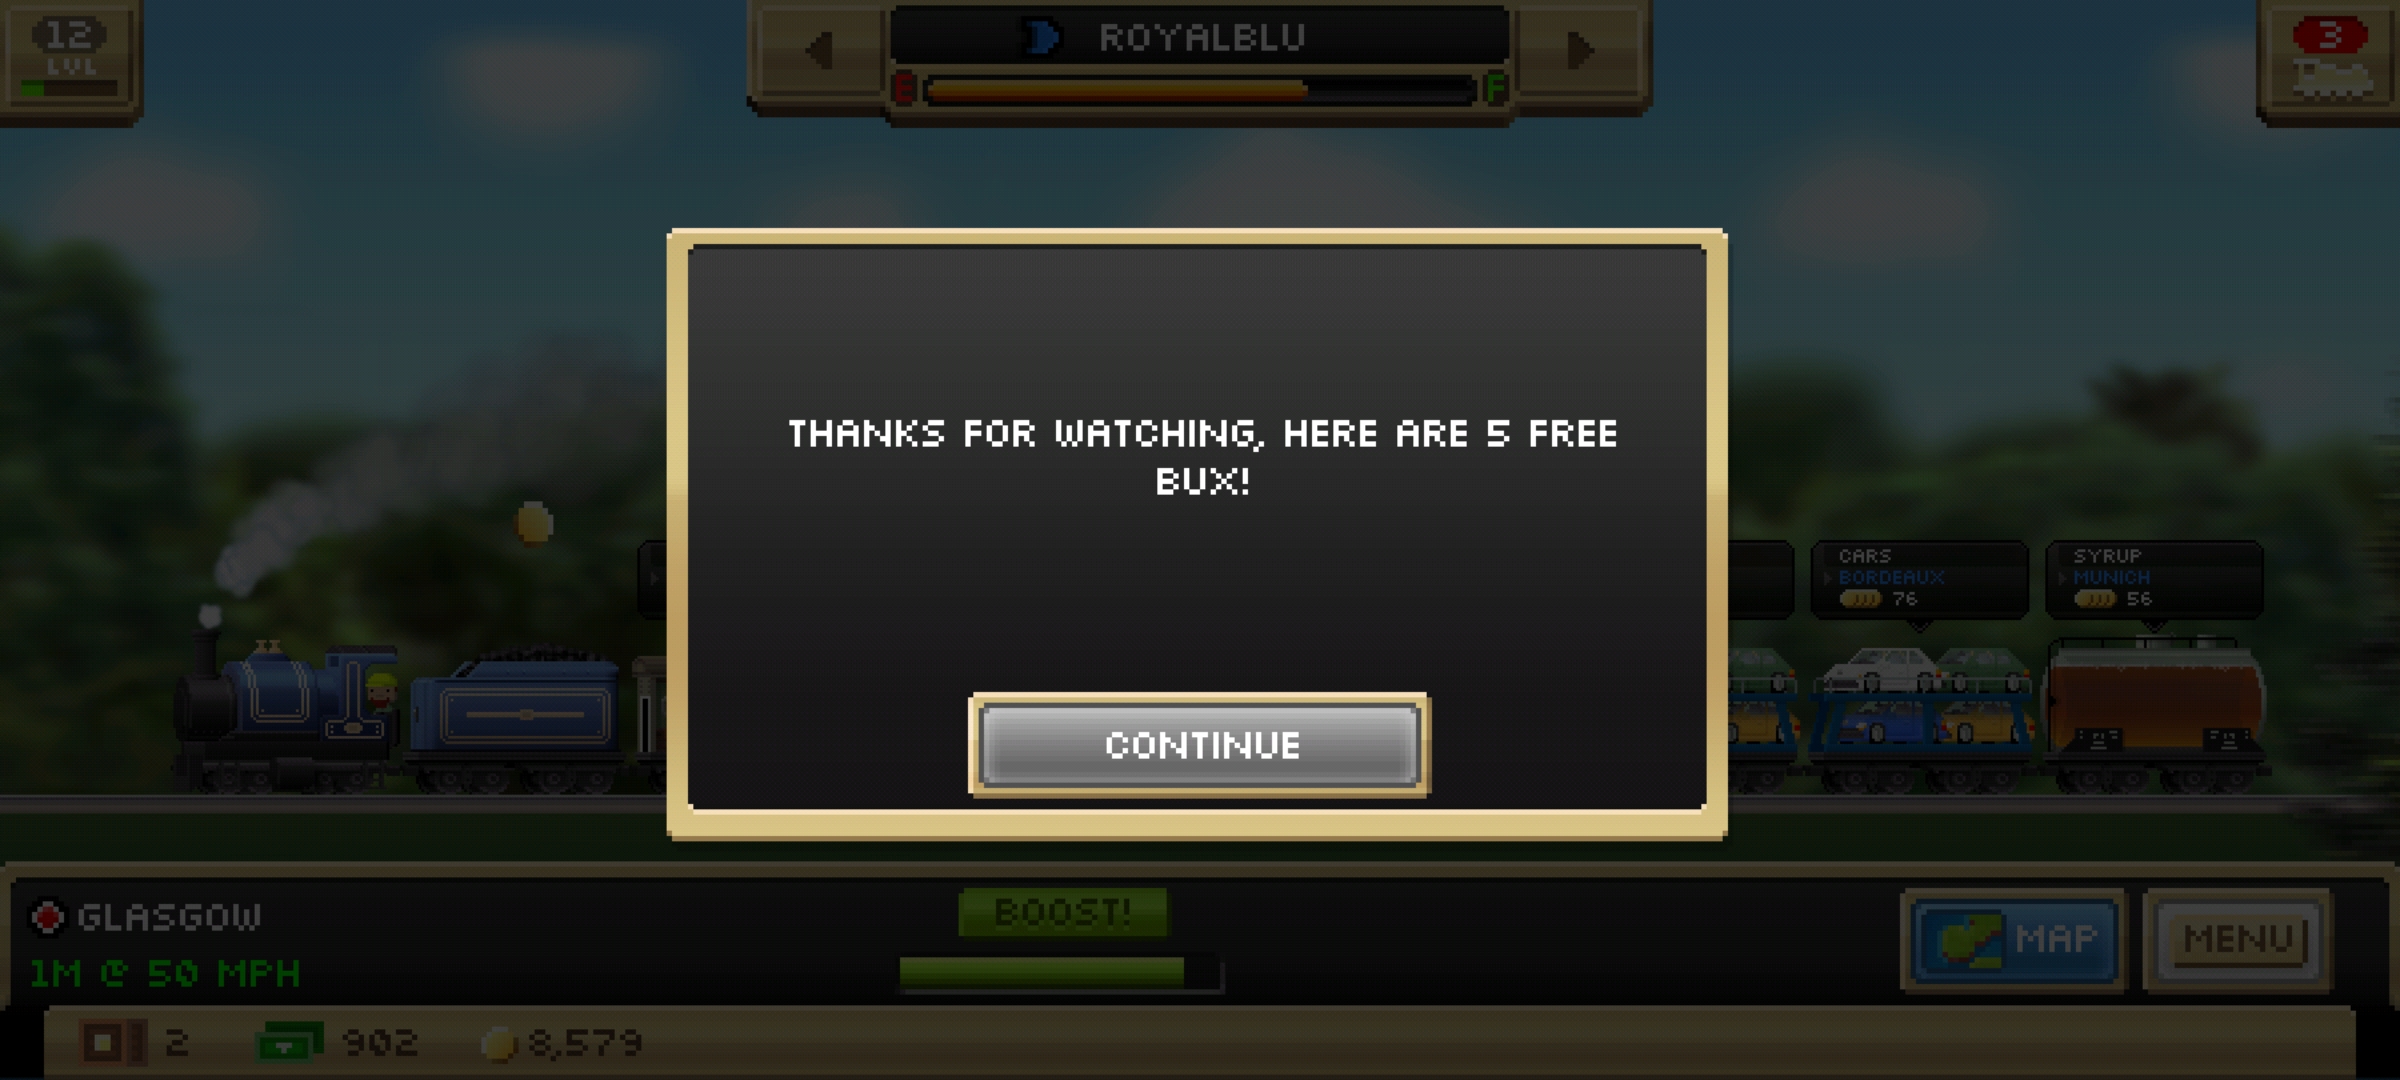 12
LVL
ROYALBLU
E F
3
THANKS FOR WATCHING, HERE ARE 5 FREE
BUX!
CONTINUE
CARS
BORDEAUX
76
SYRUP
MUNICH
56
GLASGOW
1M @ 50 MPH
BOOST!
MAP
MENU
2 902 8,579